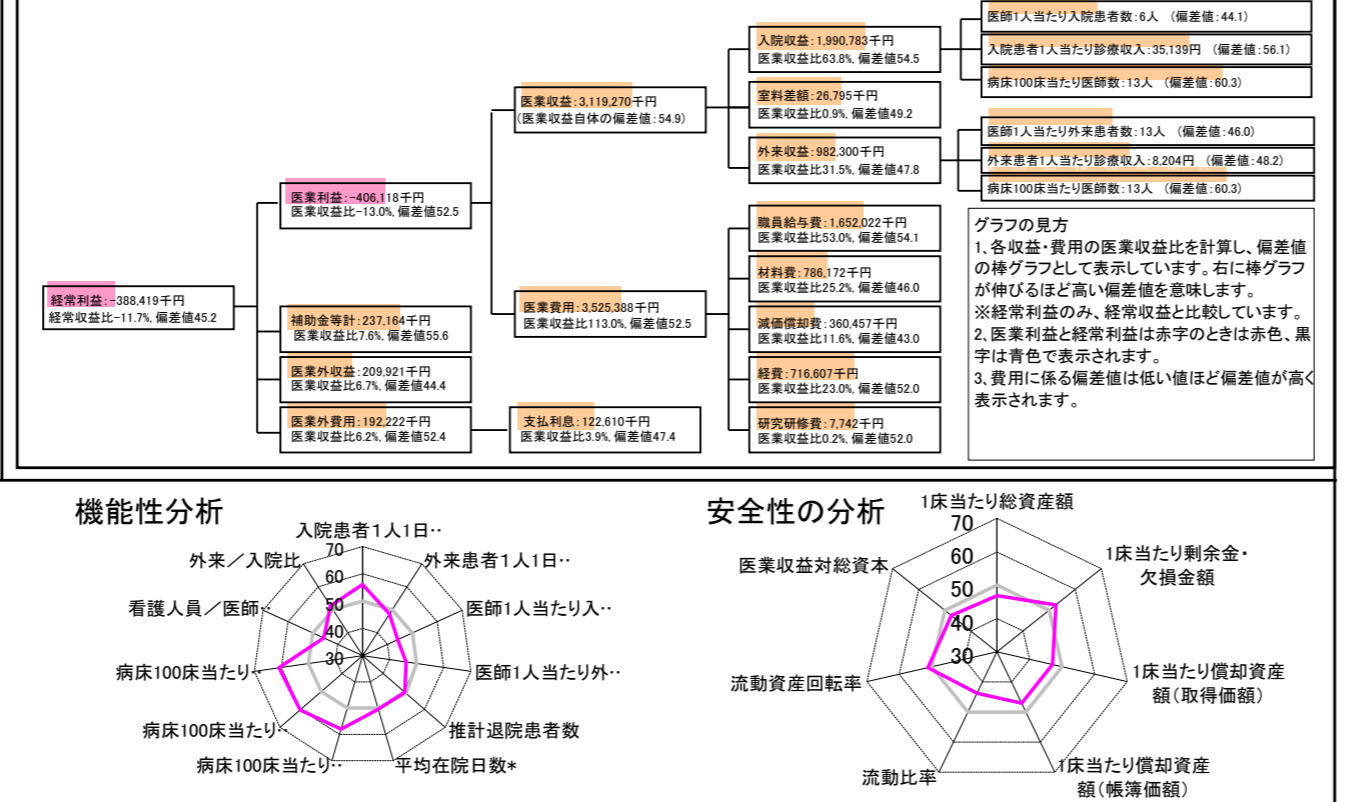 経常利益:-388,419千円
経常収益比-11.7%, 偏差値45.2
医業利益:-406,118千円
医業収益比-13.0%, 偏差値52.5
補助金等計:237,164千円
医業収益比7.6%, 偏差値55.6
医業外収益:209,921千円
医業収益比6.7%, 偏差値44.4
医業外費用:192,222千円
医業収益比6.2%, 偏差値52.4
医業収益:3,119,270千円
(医業収益自体の偏差値:54.9)
医業費用:3,525,388千円
医業収益比113.0%, 偏差値52.5
支払利息:122,610千円
医業収益比3.9%, 偏差値47.4
入院収益:1,990,783千円
医業収益比63.8%, 偏差値54.5
室料差額:26,795千円
医業収益比0.9%, 偏差値49.2
外来収益:982,300千円
医業収益比31.5%, 偏差値47.8
職員給与費:1,652,022千円
医業収益比53.0%, 偏差値54.1
材料費:786,172千円
医業収益比25.2%, 偏差値46.0
減価償却費:360,457千円
医業収益比11.6%, 偏差値43.0
経費:716,607千円
医業収益比23.0%, 偏差値52.0
研究研修費:7,742千円
医業収益比0.2%, 偏差値52.0
医師1人当たり入院患者数:6人 (偏差値:44.1)
入院患者1人当たり診療収入:35,139円 (偏差値:56.1)
病床100床当たり医師数:13人 (偏差値:60.3)
医師1人当たり外来患者数:13人 (偏差値:46.0)
外来患者1人当たり診療収入:8,204円 (偏差値:48.2)
病床100床当たり医師数:13人 (偏差値:60.3)
グラフの見方
1、各収益・費用の医業収益比を計算し、偏差値
の棒グラフとして表示しています。右に棒グラフ
が伸びるほど高い偏差値を意味します。
※経常利益のみ、経常収益と比較しています。
2、医業利益と経常利益は赤字のときは赤色、黒
字は青色で表示されます。
3、費用に係る偏差値は低い値ほど偏差値が高く
表示されます。
機能性分析
入院患者1人1日‥
外来患者1人1日‥
医師1人当たり入‥
医師1人当たり外‥
推計退院患者数
平均在院日数*
病床100床当たり‥
病床100床当たり‥
病床100床当たり‥
看護人員/医師‥
外来/入院比
70
60
50
40
30
安全性の分析
1床当たり総資産額
1床当たり剰余金・
欠損金額
1床当たり償却資産
額(取得価額)
1床当たり償却資産
額(帳簿価額)
流動比率
流動資産回転率
医業収益対総資本
70
60
50
40
30